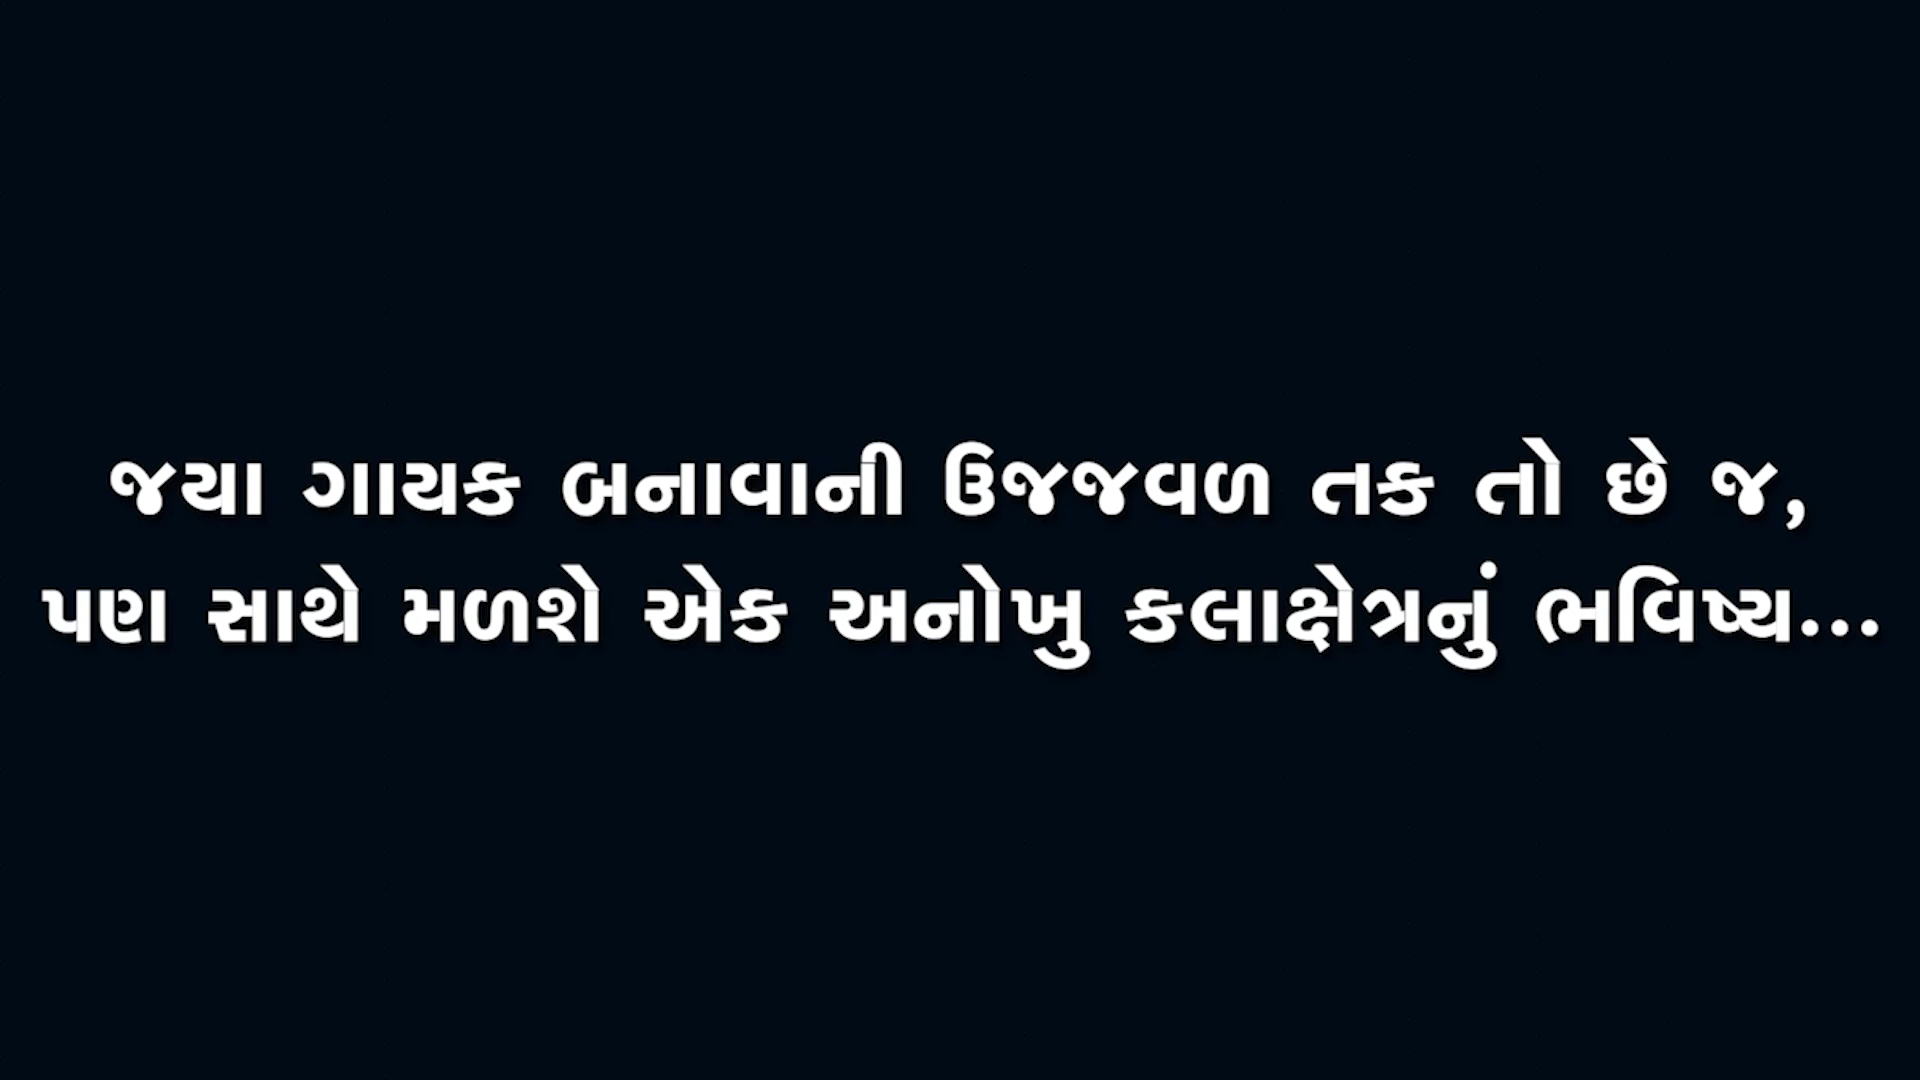 જયા ગાયક બનાવાની ઉજજવળ તક તો છે જ,
પણ સાથે મળશે એક અનોખુ કલાક્ષેત્રનું ભવિષ્ય...